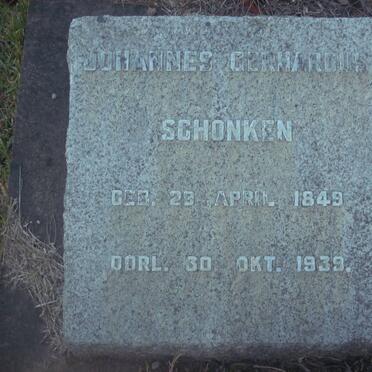 JOHANNES GERHARDUS
SCHONKEN
GEB. 23 APRIL 1849
OORL. 30 OKT. 1939.